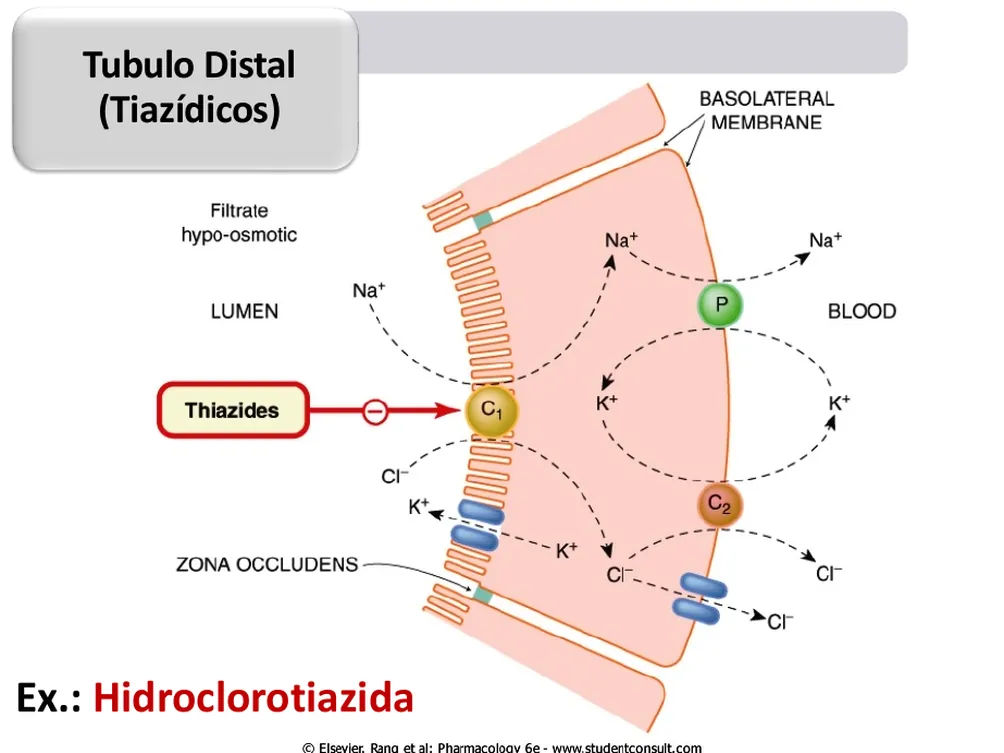 Tubulo Distal
(Tiazídicos)
BASOLATERAL
MEMBRANE
Filtrate
hypo-osmotic
Na⁺
Na⁺
Na⁺
LUMEN
P
BLOOD
Thiazides
−
C₁
K⁺
K⁺
Cl⁻
K⁺
C₂
K⁺
ZONA OCCLUDENS
Cl⁻
Cl⁻
Cl⁻
Ex.: Hidroclorotiazida
© Elsevier. Rang et al: Pharmacology 6e - www.studentconsult.com